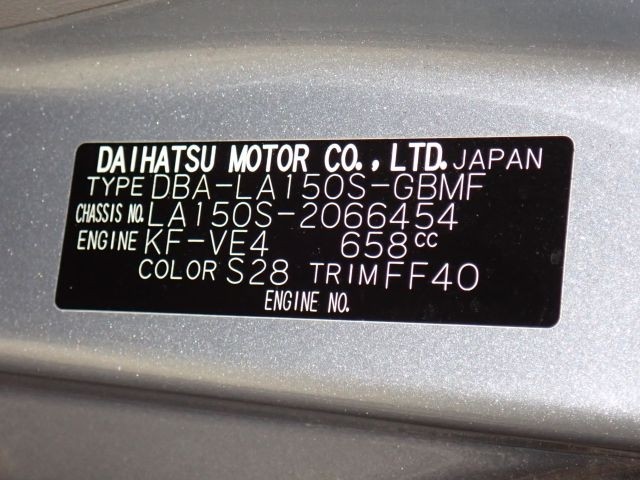 DAIHATSU MOTOR CO., LTD. JAPAN
TYPE DBA-LA150S-GBMF
CHASSIS NO. LA150S-2066454
ENGINE KF-VE4 658CC
COLOR S28 TRIM FF40
ENGINE NO.